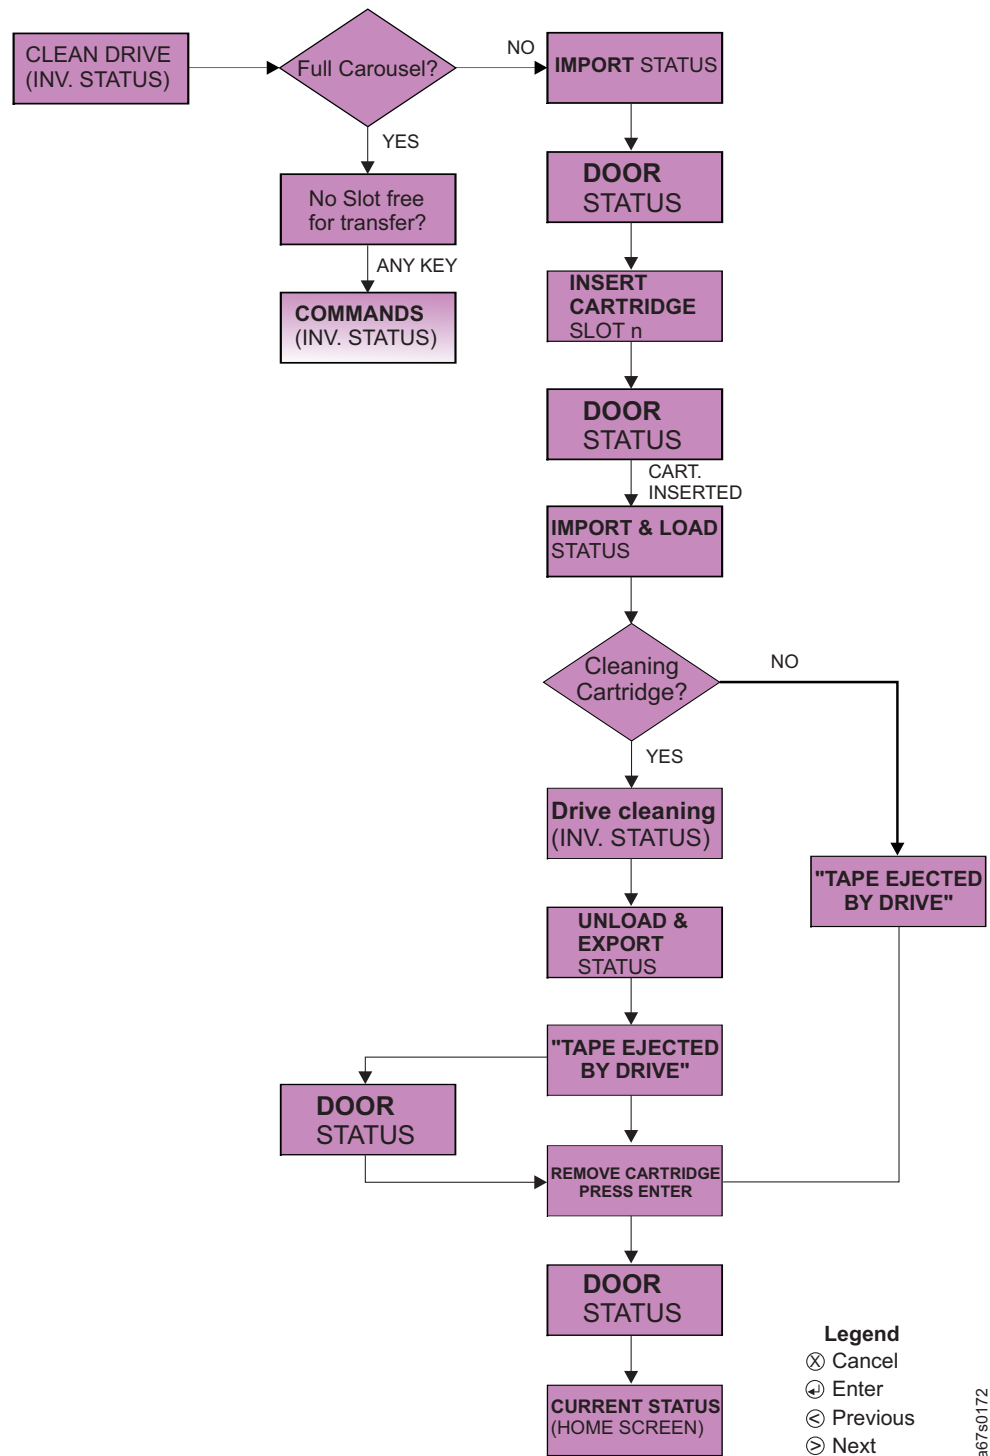 CLEAN DRIVE
(INV. STATUS)
Full Carousel?
NO
IMPORT STATUS
YES
DOOR
STATUS
No Slot free
for transfer?
ANY KEY
COMMANDS
(INV. STATUS)
INSERT
CARTRIDGE
SLOT n
DOOR
STATUS
CART.
INSERTED
IMPORT & LOAD
STATUS
Cleaning
Cartridge?
NO
YES
Drive cleaning
(INV. STATUS)
"TAPE EJECTED
BY DRIVE"
UNLOAD &
EXPORT
STATUS
"TAPE EJECTED
BY DRIVE"
DOOR
STATUS
REMOVE CARTRIDGE
PRESS ENTER
DOOR
STATUS
CURRENT STATUS
(HOME SCREEN)
Legend
Cancel
Enter
Previous
Next
a67s0172